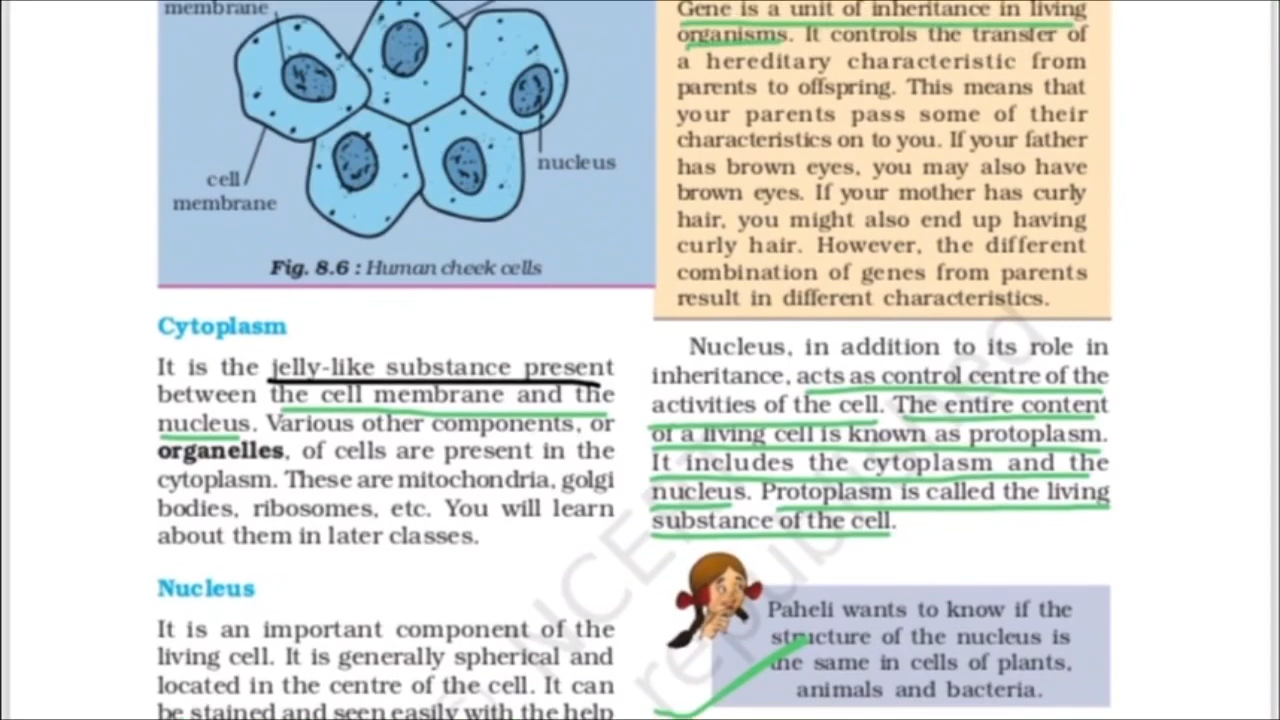 membrane
nucleus
cell
membrane
Fig. 8.6 : Human cheek cells
Cytoplasm
It is the jelly-like substance present
between the cell membrane and the
nucleus. Various other components, or
organelles, of cells are present in the
cytoplasm. These are mitochondria, golgi
bodies, ribosomes, etc. You will learn
about them in later classes.
Nucleus
It is an important component of the
living cell. It is generally spherical and
located in the centre of the cell. It can
be stained and seen easily with the help
Gene is a unit of inheritance in living
organisms. It controls the transfer of
a hereditary characteristic from
parents to offspring. This means that
your parents pass some of their
characteristics on to you. If your father
has brown eyes, you may also have
brown eyes. If your mother has curly
hair, you might also end up having
curly hair. However, the different
combination of genes from parents
result in different characteristics.
Nucleus, in addition to its role in
inheritance, acts as control centre of the
activities of the cell. The entire content
of a living cell is known as protoplasm.
It includes the cytoplasm and the
nucleus. Protoplasm is called the living
substance of the cell.
Paheli wants to know if the
structure of the nucleus is
the same in cells of plants,
animals and bacteria.
© NCERT
republished